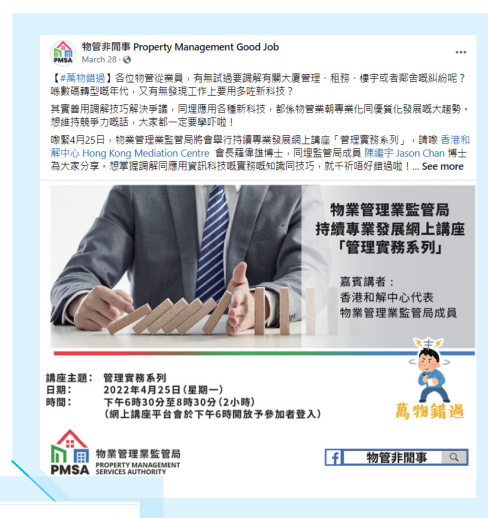 物管非閒事 Property Management Good Job
March 28 ·
【#萬物錯過】各位物管從業員，有無試過要調解有關大廈管理、租務、樓宇或者鄰舍嘅糾紛呢？
喺數碼轉型嘅年代，又有無發現工作上要用多咗新科技？
其實善用調解技巧解決爭議，同埋應用各種新科技，都係物管業朝專業化同優質化發展嘅大趨勢。
想維持競爭力嘅話，大家都一定要學吓啦！
嚟緊4月25日，物業管理業監管局將會舉行持續專業發展網上講座「管理實務系列」，請嚟 香港和
解中心 Hong Kong Mediation Centre 會長羅偉雄博士，同埋監管局成員 陳繼宇 Jason Chan 博士
為大家分享。想掌握調解同應用資訊科技嘅實務嘅知識同技巧，就千祈唔好錯過啦！... See more
物業管理業監管局
持續專業發展網上講座
「管理實務系列」
嘉賓講者：
香港和解中心代表
物業管理業監管局成員
講座主題： 管理實務系列
日期： 2022年4月25日(星期一)
時間： 下午6時30分至8時30分(2小時)
(網上講座平台會於下午6時開放予參加者登入)
萬物錯過
PMSA
物業管理業監管局
PROPERTY MANAGEMENT
SERVICES AUTHORITY
物管非閒事